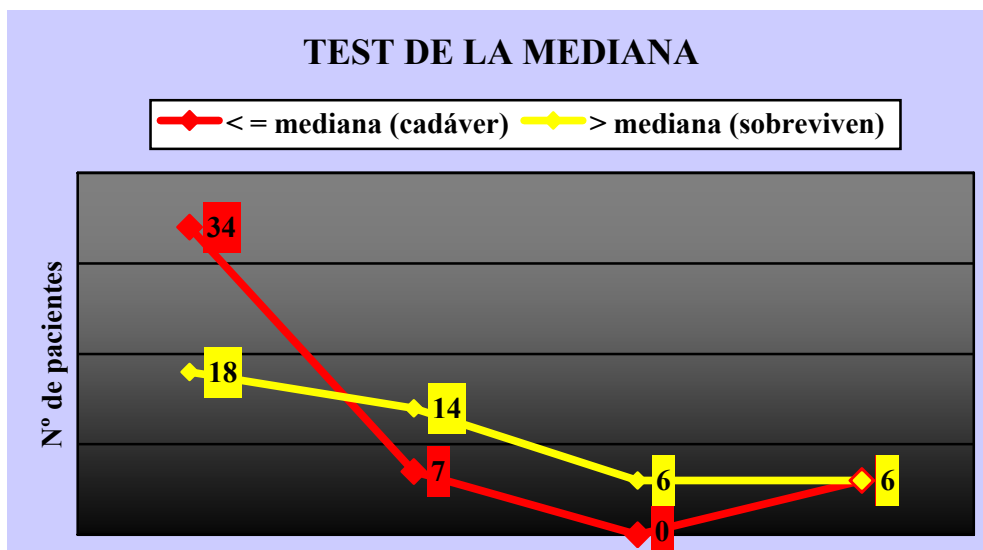 TEST DE LA MEDIANA
< = mediana (cadáver) > mediana (sobreviven)
Nº de pacientes
34
18
14
7
6
6
0